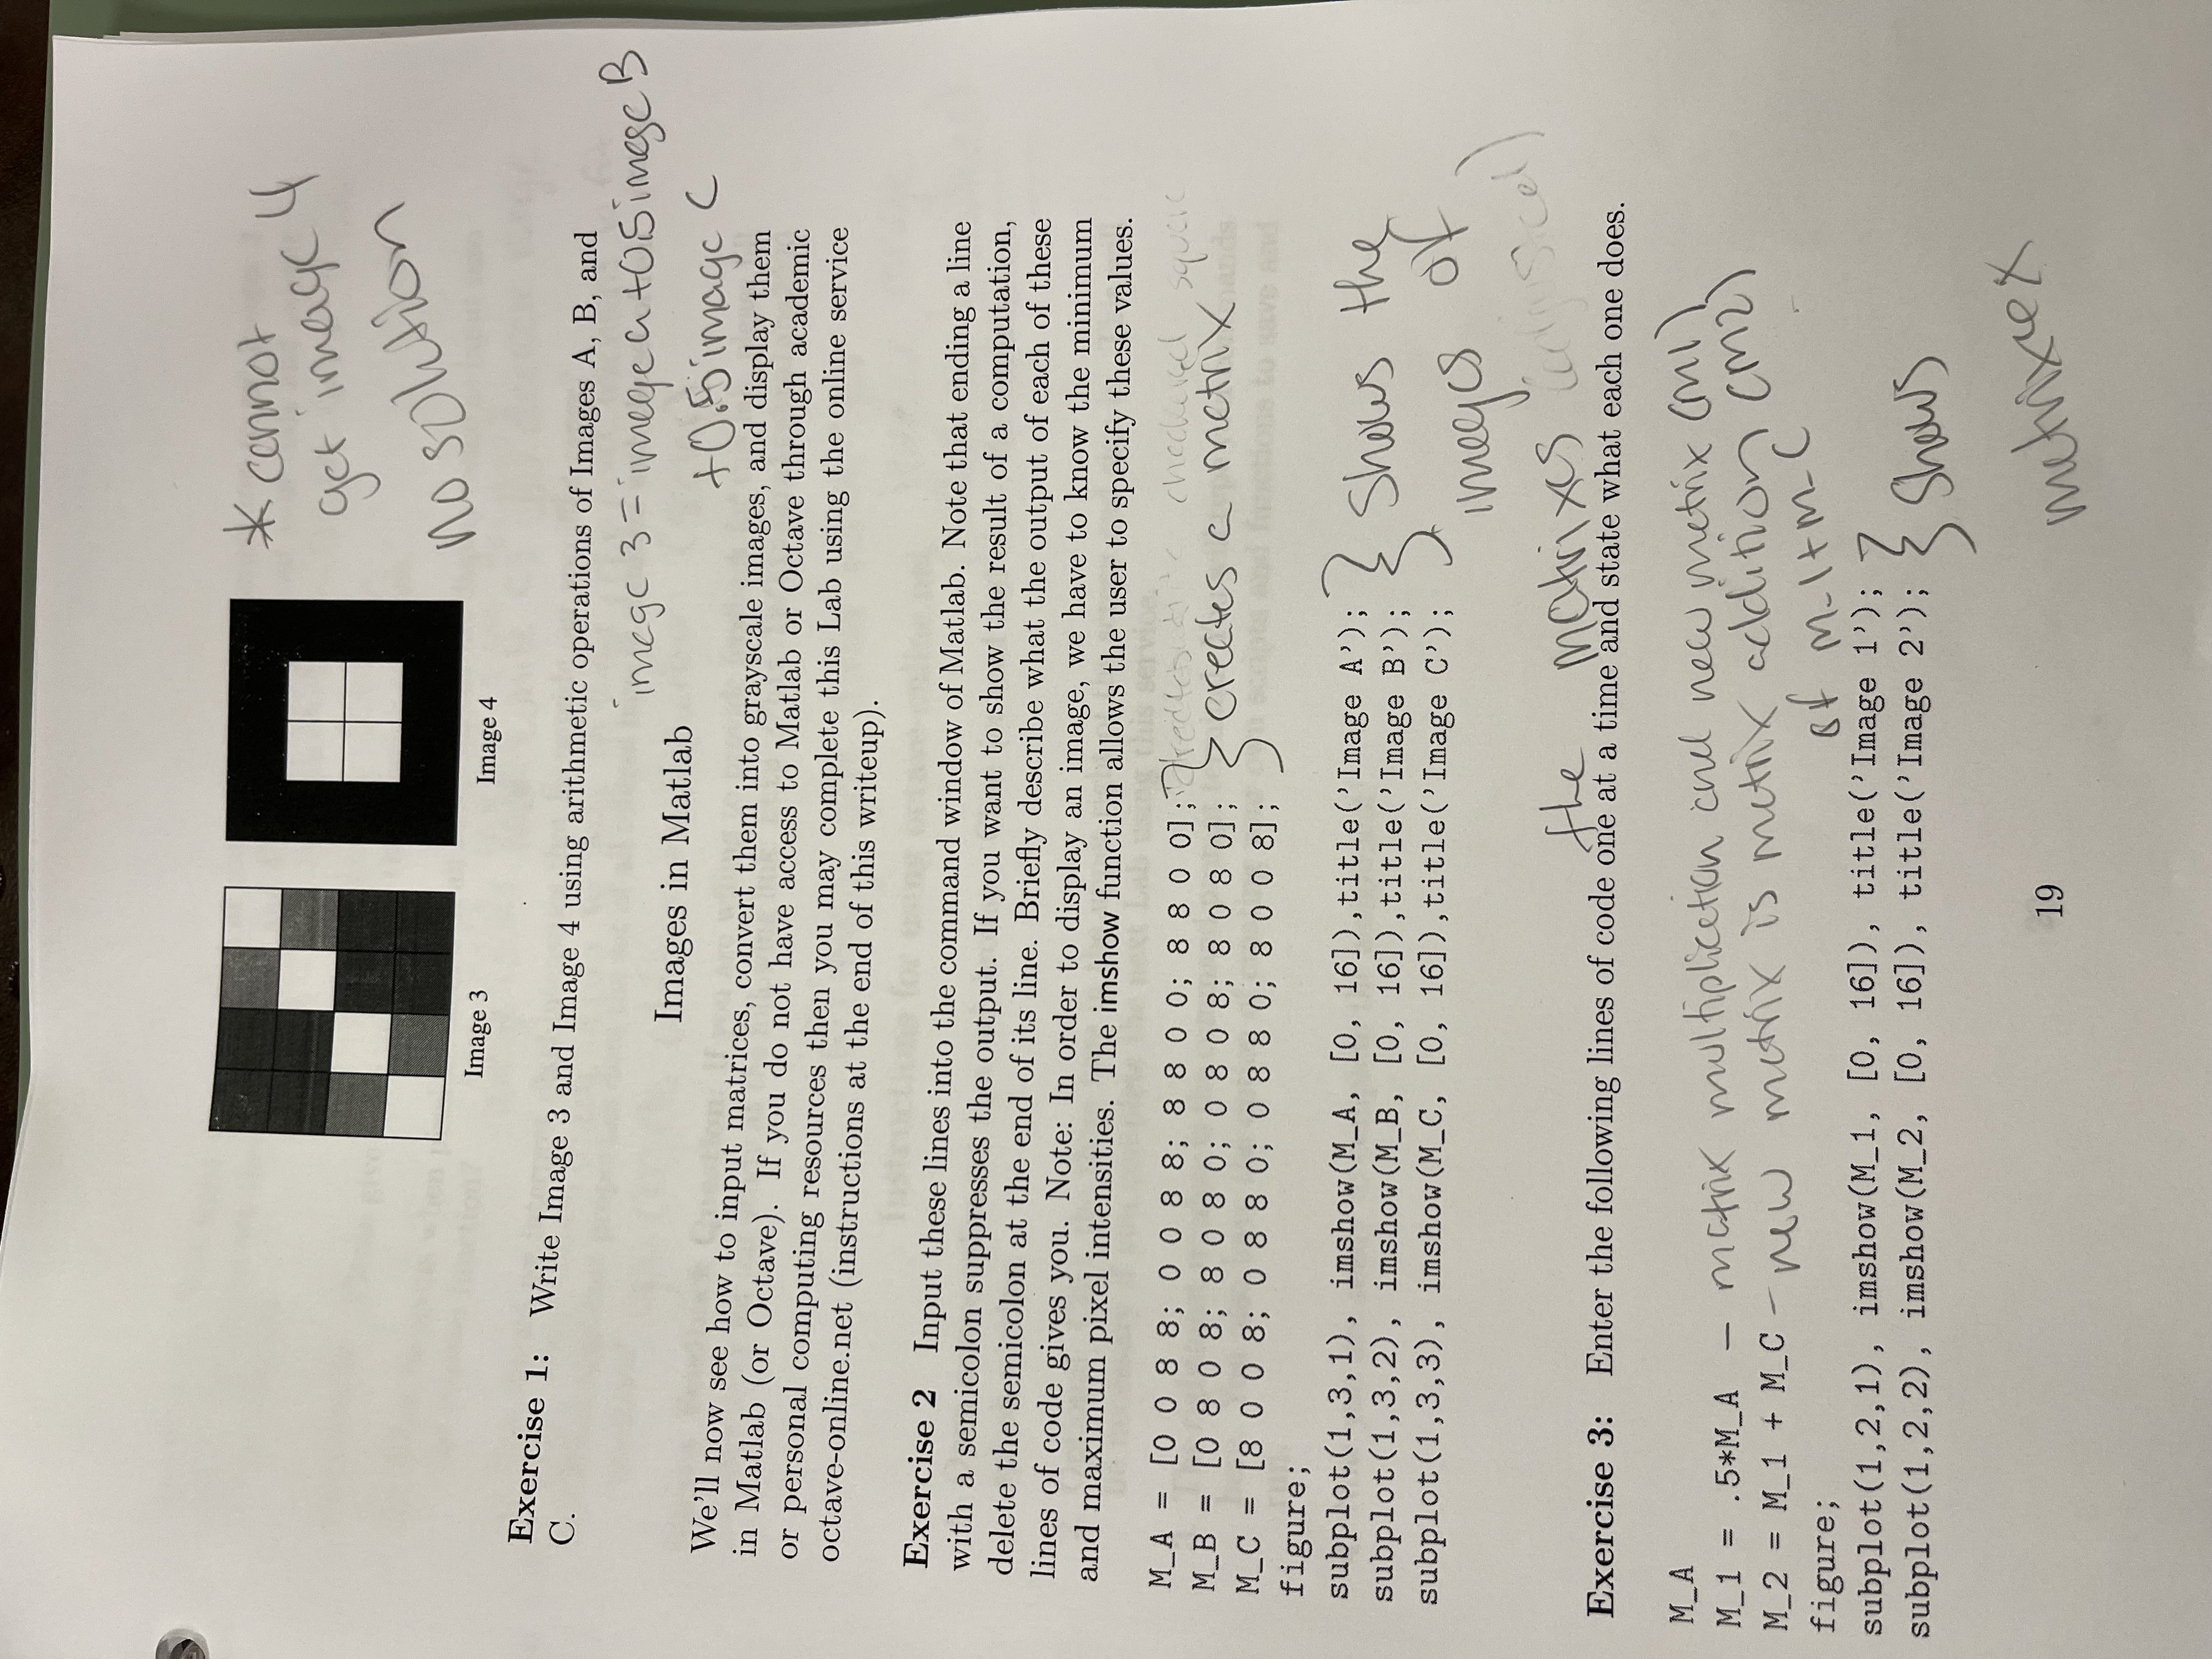 * cannot
get image 4
no solution
Image 3
Image 4
Exercise 1: Write Image 3 and Image 4 using arithmetic operations of Images A, B, and
C.
image 3 = image a + 0.5 image B
+ 0.5 image C
Images in Matlab
We'll now see how to input matrices, convert them into grayscale images, and display them
in Matlab (or Octave). If you do not have access to Matlab or Octave through academic
or personal computing resources then you may complete this Lab using the online service
octave-online.net (instructions at the end of this writeup).
Exercise 2 Input these lines into the command window of Matlab. Note that ending a line
with a semicolon suppresses the output. If you want to show the result of a computation,
delete the semicolon at the end of its line. Briefly describe what the output of each of these
lines of code gives you. Note: In order to display an image, we have to know the minimum
and maximum pixel intensities. The imshow function allows the user to specify these values.
M_A = [0 0 8 8; 0 0 8 8; 8 8 0 0; 8 8 0 0]; checkered square
M_B = [0 8 0 8; 8 0 8 0; 0 8 0 8; 8 0 8 0]; creates a matrix
M_C = [8 0 0 8; 0 8 8 0; 0 8 8 0; 8 0 0 8];
figure;
subplot(1,3,1), imshow(M_A, [0, 16]),title('Image A');
subplot(1,3,2), imshow(M_B, [0, 16]),title('Image B');
subplot(1,3,3), imshow(M_C, [0, 16]),title('Image C');
Shows the
images of
the matrixes
Exercise 3: Enter the following lines of code one at a time and state what each one does.
M_A
M_1 = .5*M_A – matrix multiplication and new matrix (M1)
M_2 = M_1 + M_C – new matrix is matrix addition (M2)
of M_1+M_C
figure;
subplot(1,2,1), imshow(M_1, [0, 16]), title('Image 1');
subplot(1,2,2), imshow(M_2, [0, 16]), title('Image 2');
Shows
19